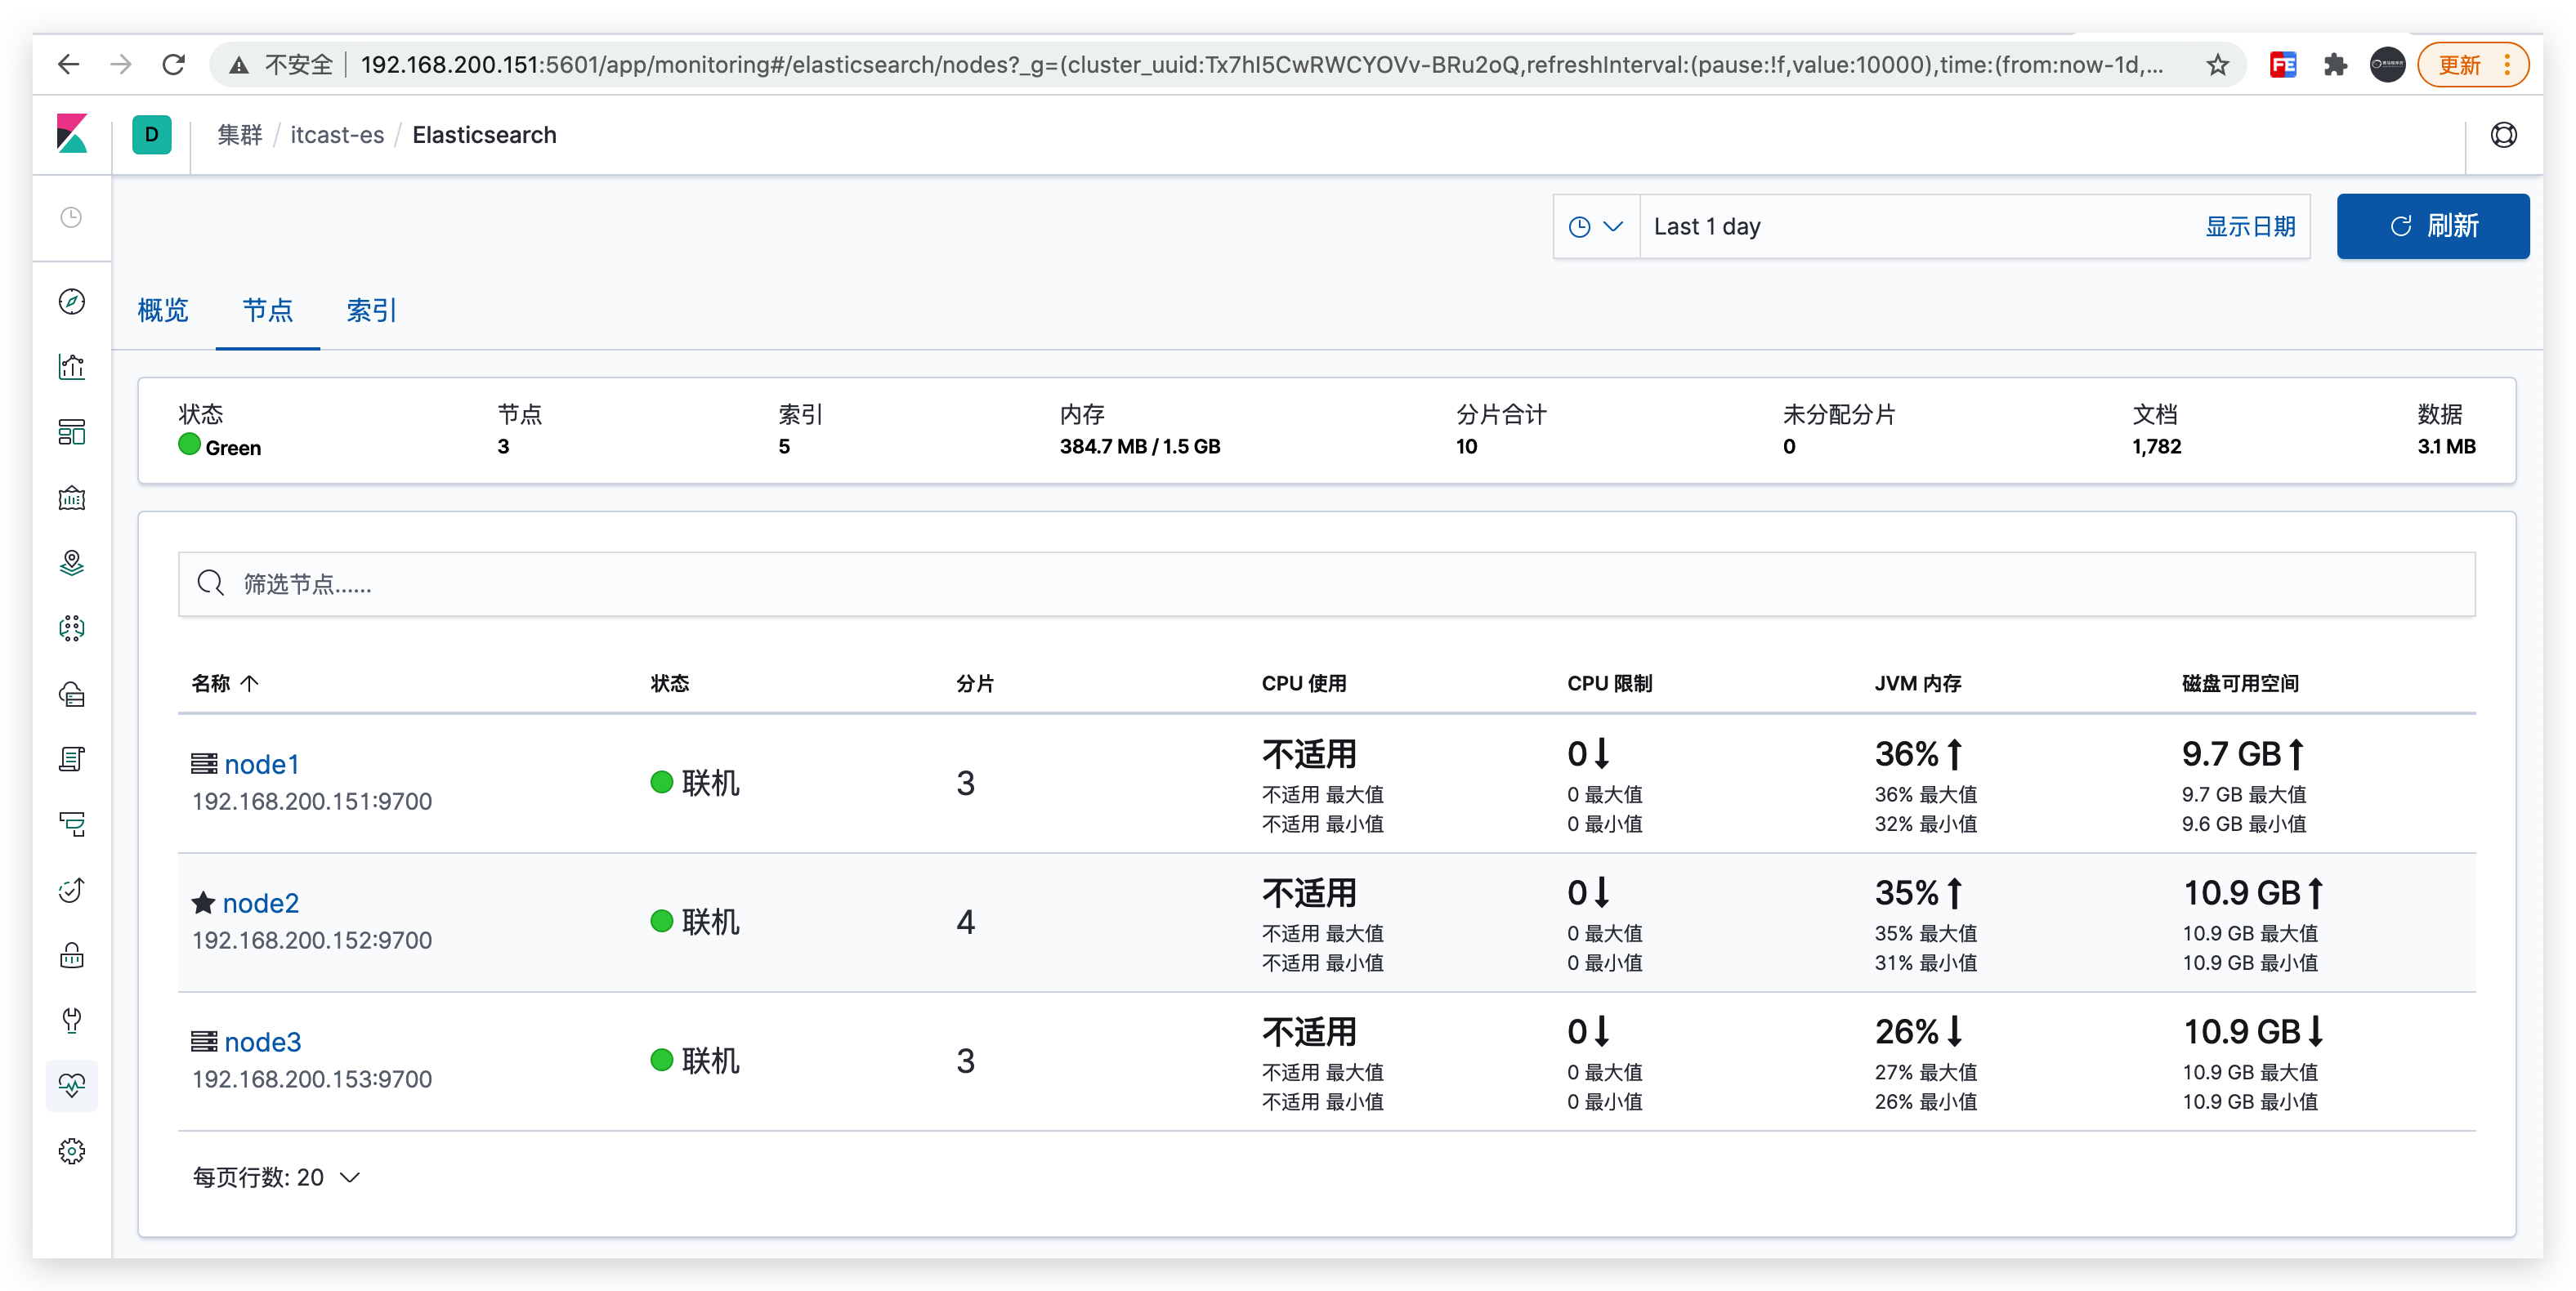 不安全 192.168.200.151:5601/app/monitoring#/elasticsearch/nodes?_g=(cluster_uuid:Tx7hI5CwRWCYOVv-BRu2oQ,refreshInterval:(pause:!f,value:10000),time:(from:now-1d,... FE 更新
D 集群 / itcast-es / Elasticsearch
Last 1 day 显示日期 刷新
概览 节点 索引
状态 节点 索引 内存 分片合计 未分配分片 文档 数据
Green 3 5 384.7 MB / 1.5 GB 10 0 1,782 3.1 MB
筛选节点......
名称 ↑ 状态 分片 CPU 使用 CPU 限制 JVM 内存 磁盘可用空间
node1 联机 3 不适用 0↓ 36%↑ 9.7 GB↑
192.168.200.151:9700 不适用 最大值 0 最大值 36% 最大值 9.7 GB 最大值
不适用 最小值 0 最小值 32% 最小值 9.6 GB 最小值
node2 联机 4 不适用 0↓ 35%↑ 10.9 GB↑
192.168.200.152:9700 不适用 最大值 0 最大值 35% 最大值 10.9 GB 最大值
不适用 最小值 0 最小值 31% 最小值 10.9 GB 最小值
node3 联机 3 不适用 0↓ 26%↓ 10.9 GB↓
192.168.200.153:9700 不适用 最大值 0 最大值 27% 最大值 10.9 GB 最大值
不适用 最小值 0 最小值 26% 最小值 10.9 GB 最小值
每页行数: 20